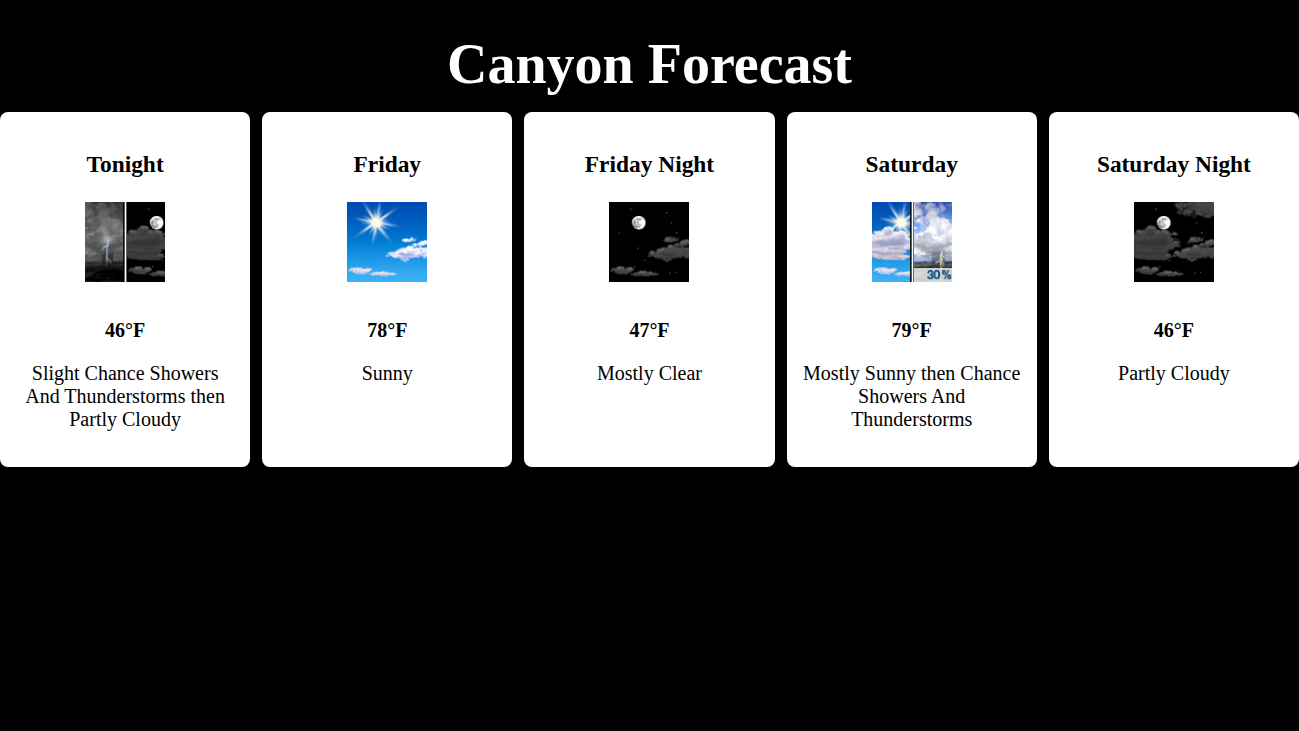 Canyon Forecast
Tonight
46°F
Slight Chance Showers
And Thunderstorms then
Partly Cloudy
Friday
78°F
Sunny
Friday Night
47°F
Mostly Clear
Saturday
30%
79°F
Mostly Sunny then Chance
Showers And
Thunderstorms
Saturday Night
46°F
Partly Cloudy